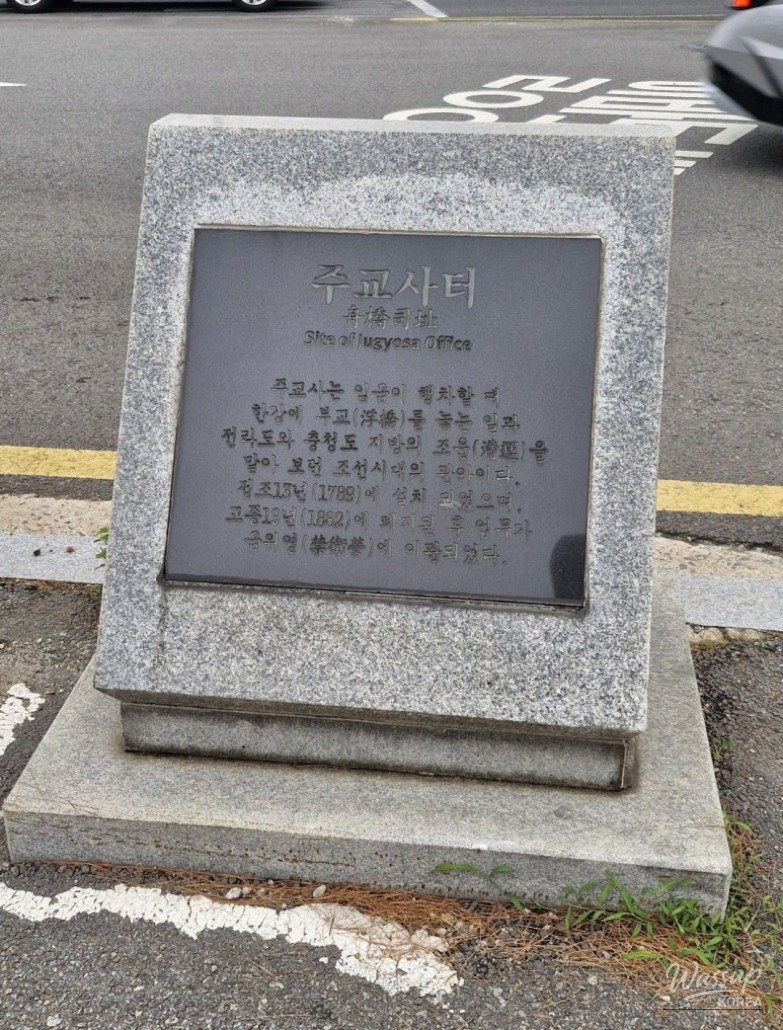 주교사터
舟橋司址
Site of Jugyosa Office
주교사는 임금이 행차할 때
한강에 부교(浮橋)를 놓는 일과
전라도와 충청도 지방의 조운(漕運)을
맡아 보던 조선시대의 관아이다.
정조13년(1789)에 설치 되었으며,
고종19년(1882)에 폐지된 후 업무가
금위영(禁衛營)에 이관되었다.
Wassap
KOREA